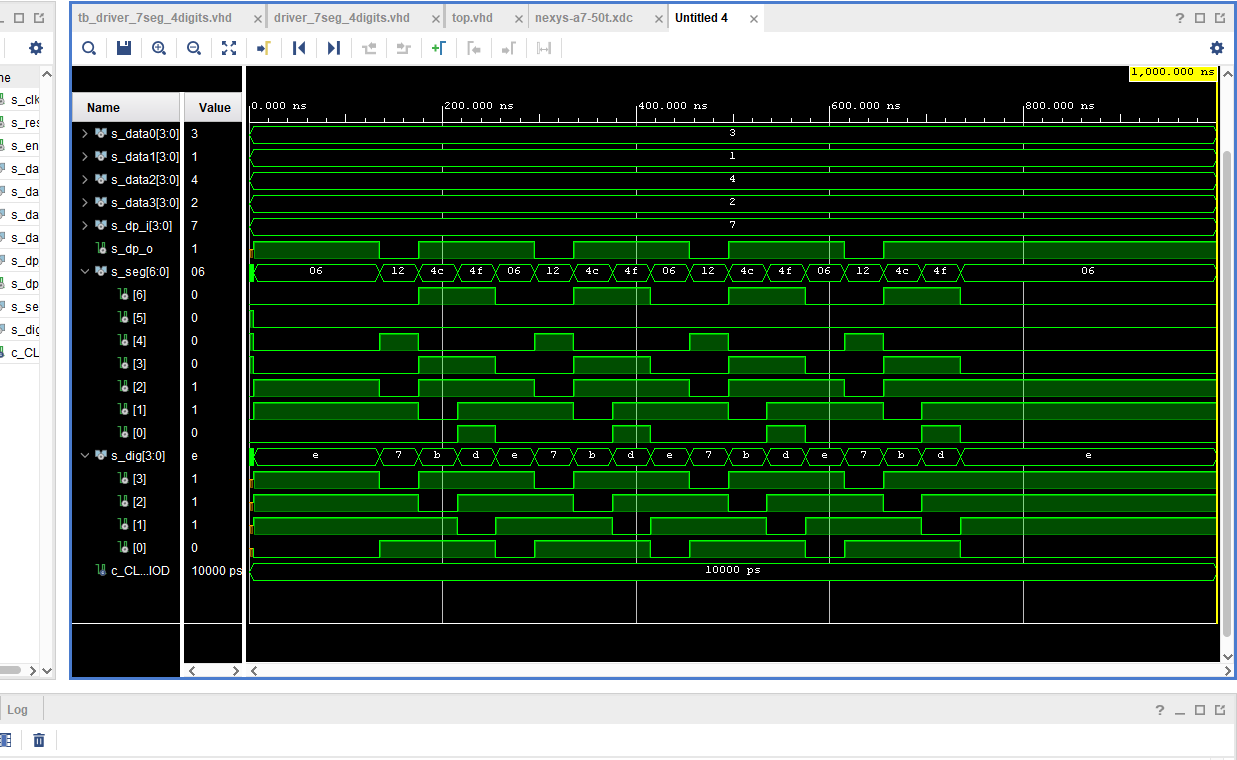 tb_driver_7seg_4digits.vhd driver_7seg_4digits.vhd top.vhd nexys-a7-50t.xdc Untitled 4
1,000.000 ns
ne
Name Value 0.000 ns 200.000 ns 400.000 ns 600.000 ns 800.000 ns
s_clk
s_res
s_en
s_da
s_da
s_da
s_da
s_dp
s_dp
s_se
s_dig
c_CL
s_data0[3:0] 3 3
s_data1[3:0] 1 1
s_data2[3:0] 4 4
s_data3[3:0] 2 2
s_dp_i[3:0] 7 7
s_dp_o 1
s_seg[6:0] 06 06 12 4c 4f 06 12 4c 4f 06 12 4c 4f 06 12 4c 4f 06
[6] 0
[5] 0
[4] 0
[3] 0
[2] 1
[1] 1
[0] 0
s_dig[3:0] e e 7 b d e 7 b d e 7 b d e 7 b d e
[3] 1
[2] 1
[1] 1
[0] 0
c_CL...IOD 10000 ps 10000 ps
Log